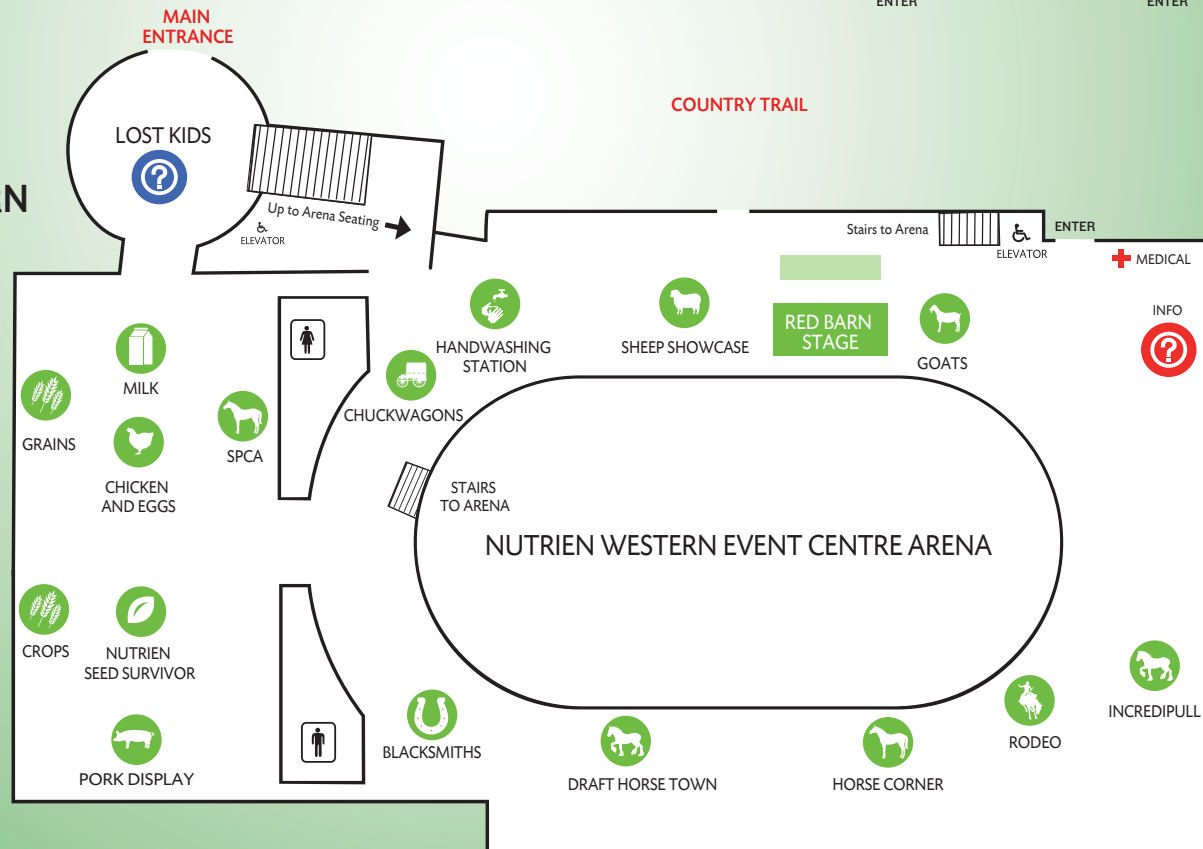 ENTER
ENTER
MAIN
ENTRANCE
COUNTRY TRAIL
LOST KIDS
?
Up to Arena Seating
ELEVATOR
Stairs to Arena
ELEVATOR
ENTER
MEDICAL
INFO
?
MILK
GRAINS
CHICKEN
AND EGGS
SPCA
CHUCKWAGONS
HANDWASHING
STATION
SHEEP SHOWCASE
RED BARN
STAGE
GOATS
STAIRS
TO ARENA
NUTRIEN WESTERN EVENT CENTRE ARENA
CROPS
NUTRIEN
SEED SURVIVOR
PORK DISPLAY
BLACKSMITHS
DRAFT HORSE TOWN
HORSE CORNER
RODEO
INCREDIPULL